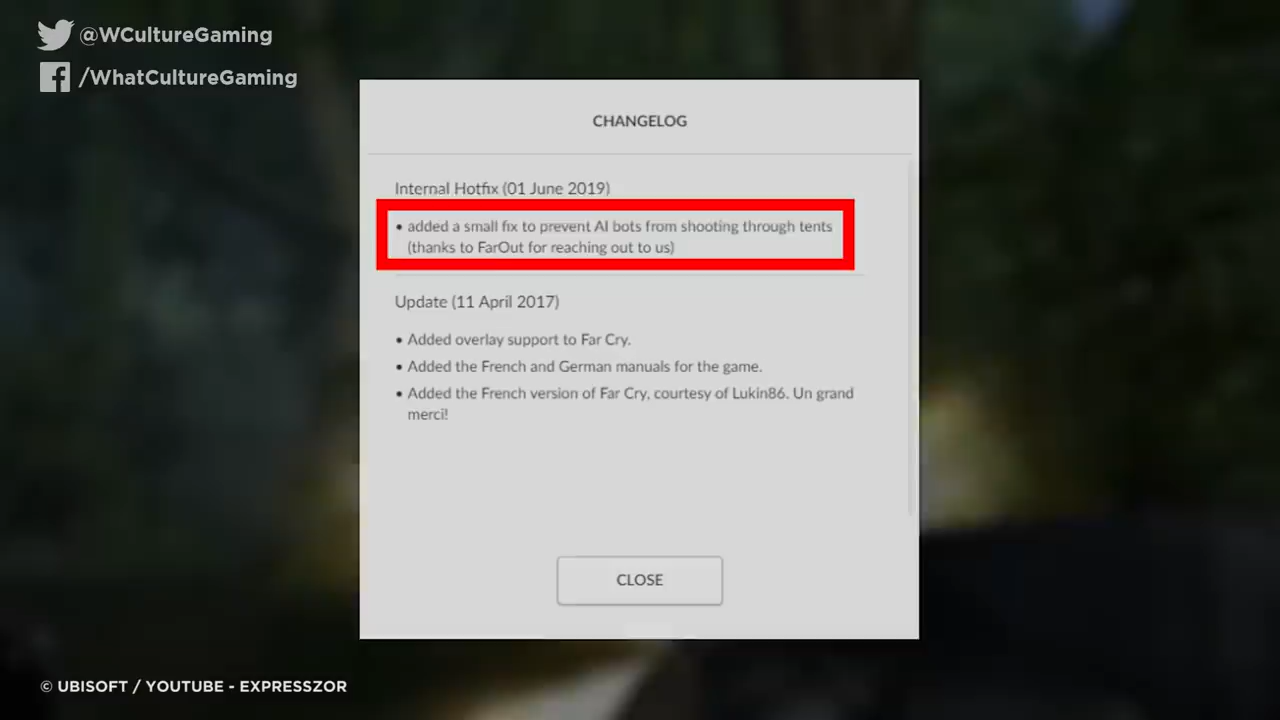 @WCultureGaming
/WhatCultureGaming
CHANGELOG
Internal Hotfix (01 June 2019)
• added a small fix to prevent AI bots from shooting through tents
(thanks to FarOut for reaching out to us)
Update (11 April 2017)
• Added overlay support to Far Cry.
• Added the French and German manuals for the game.
• Added the French version of Far Cry, courtesy of Lukin86. Un grand
merci!
CLOSE
© UBISOFT / YOUTUBE - EXPRESSZOR